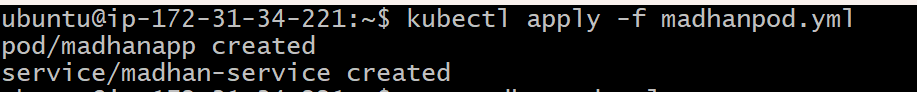 ubuntu@ip-172-31-34-221:~$ kubectl apply -f madhanpod.yml
pod/madhanapp created
service/madhan-service created